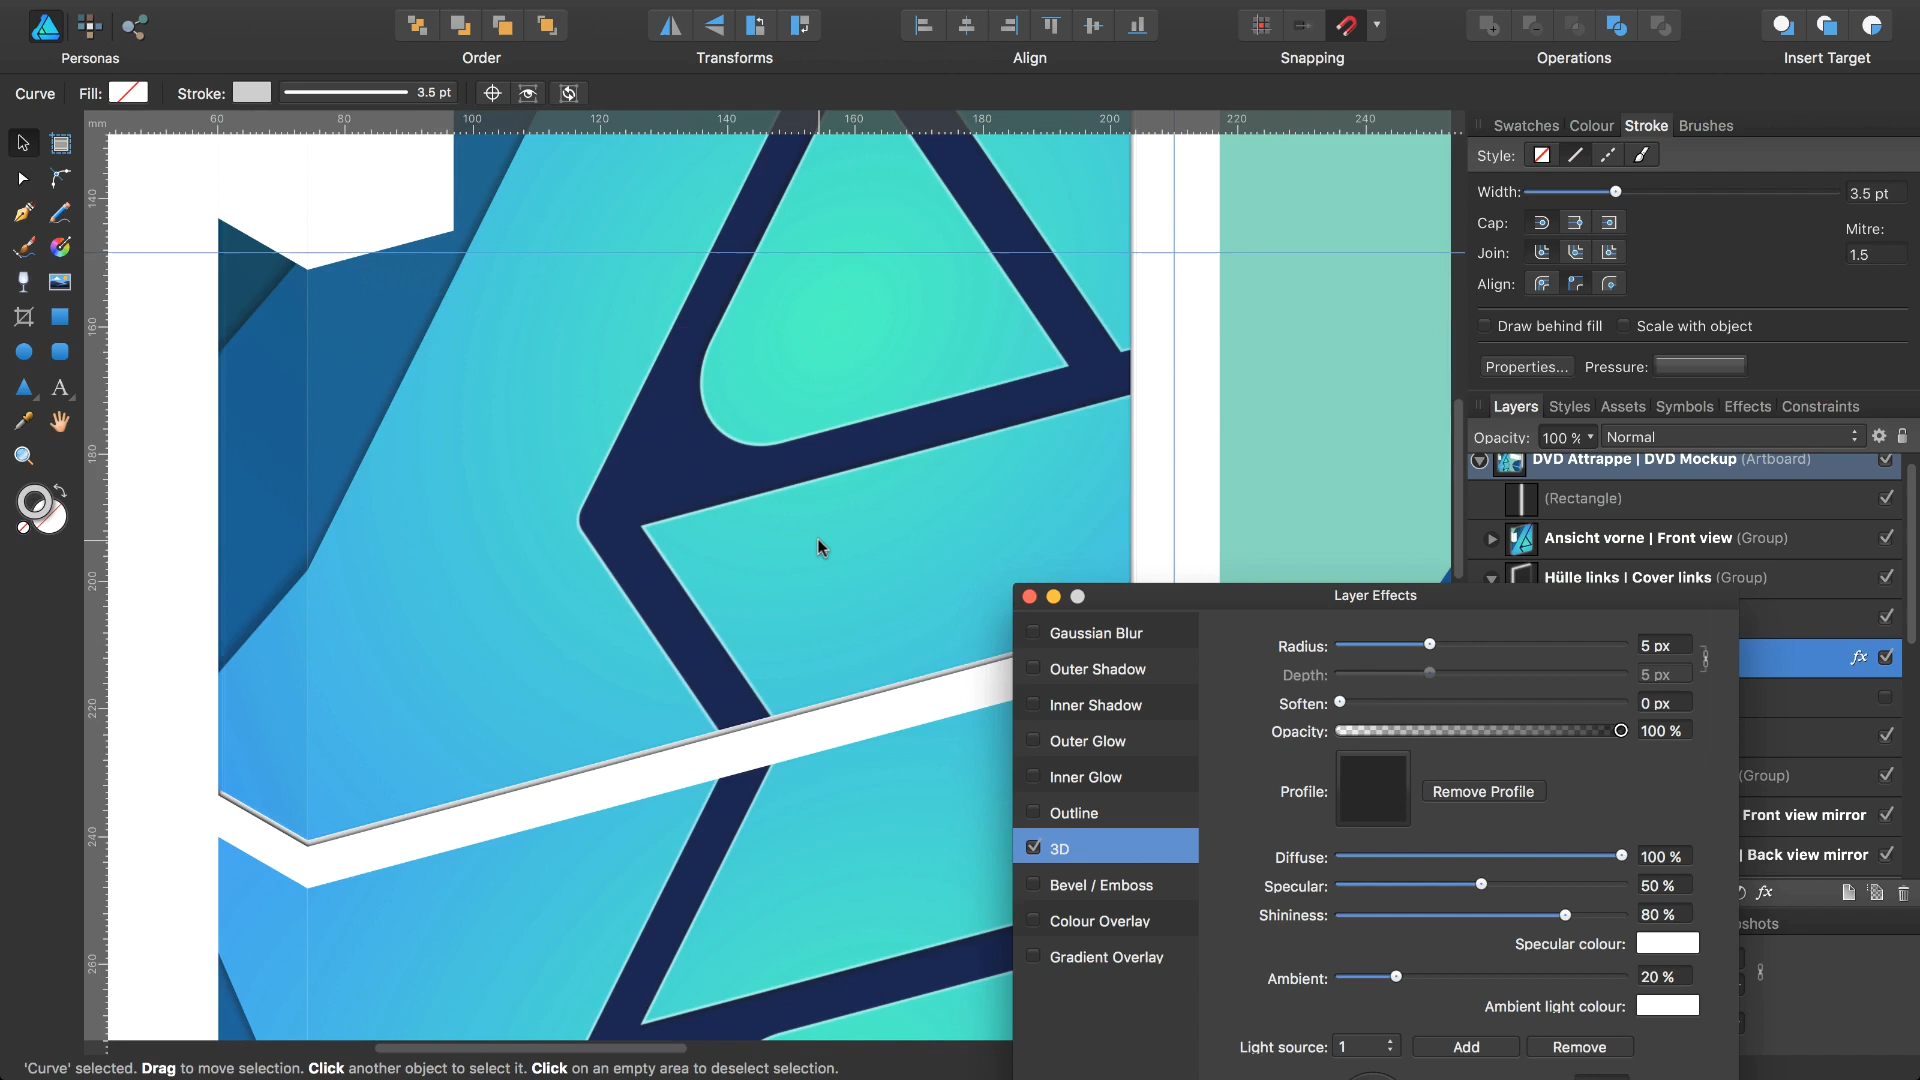 Personas
Order
Transforms
Align
Snapping
Operations
Insert Target
Curve Fill: Stroke: 3.5 pt
mm 60 80 100 120 140 160 180 200 220 240
140
160
180
200
220
240
260
Swatches Colour Stroke Brushes
Style:
Width: 3.5 pt
Cap:
Mitre:
Join: 1.5
Align:
Draw behind fill Scale with object
Properties... Pressure:
Layers Styles Assets Symbols Effects Constraints
Opacity: 100 % Normal
DVD Attrappe | DVD Mockup (Artboard)
(Rectangle)
Ansicht vorne | Front view (Group)
Hülle links | Cover links (Group)
fx
(Group)
Front view mirror
| Back view mirror
fx
Layer Effects
Gaussian Blur
Outer Shadow
Inner Shadow
Outer Glow
Inner Glow
Outline
3D
Bevel / Emboss
Colour Overlay
Gradient Overlay
Radius: 5 px
Depth: 5 px
Soften: 0 px
Opacity: 100 %
Profile: Remove Profile
Diffuse: 100 %
Specular: 50 %
Shininess: 80 %
Specular colour:
Ambient: 20 %
Ambient light colour:
Light source: 1 Add Remove
'Curve' selected. Drag to move selection. Click another object to select it. Click on an empty area to deselect selection.